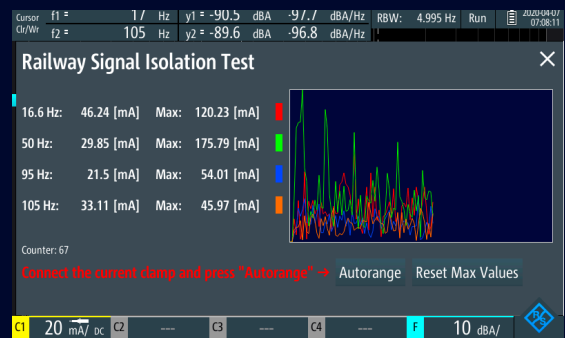 Cursor f1 = 17 Hz y1 = -90.5 dBA -97.7 dBA/Hz RBW: 4.995 Hz Run 2020-04-07
Clr/Wr f2 = 105 Hz y2 = -89.6 dBA -96.8 dBA/Hz 07:08:11
Railway Signal Isolation Test
16.6 Hz: 46.24 [mA] Max: 120.23 [mA]
50 Hz: 29.85 [mA] Max: 175.79 [mA]
95 Hz: 21.5 [mA] Max: 54.01 [mA]
105 Hz: 33.11 [mA] Max: 45.97 [mA]
Counter: 67
Connect the current clamp and press "Autorange" → Autorange Reset Max Values
C1 20 mA/ DC C2 --- C3 --- C4 --- F 10 dBA/ R&S